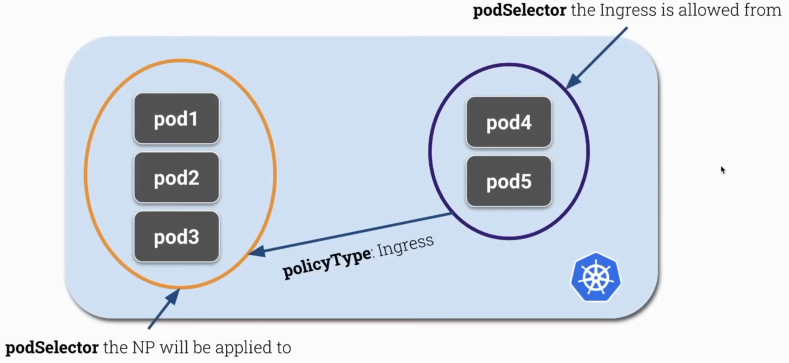 podSelector the Ingress is allowed from
pod1
pod2
pod3
pod4
pod5
policyType: Ingress
podSelector the NP will be applied to